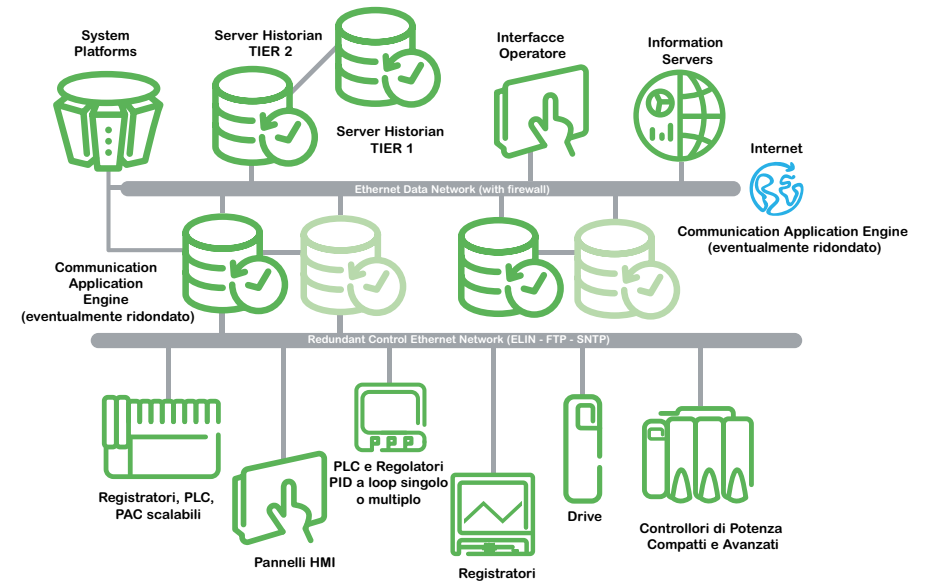 System
Platforms
Server Historian
TIER 2
Server Historian
TIER 1
Interfacce
Operatore
Information
Servers
Internet
Ethernet Data Network (with firewall)
Communication Application Engine
(eventualmente ridondato)
Communication
Application
Engine
(eventualmente ridondato)
Redundant Control Ethernet Network (ELIN - FTP - SNTP)
Registratori, PLC,
PAC scalabili
Pannelli HMI
PLC e Regolatori
PID a loop singolo
o multiplo
Registratori
Drive
Controllori di Potenza
Compatti e Avanzati